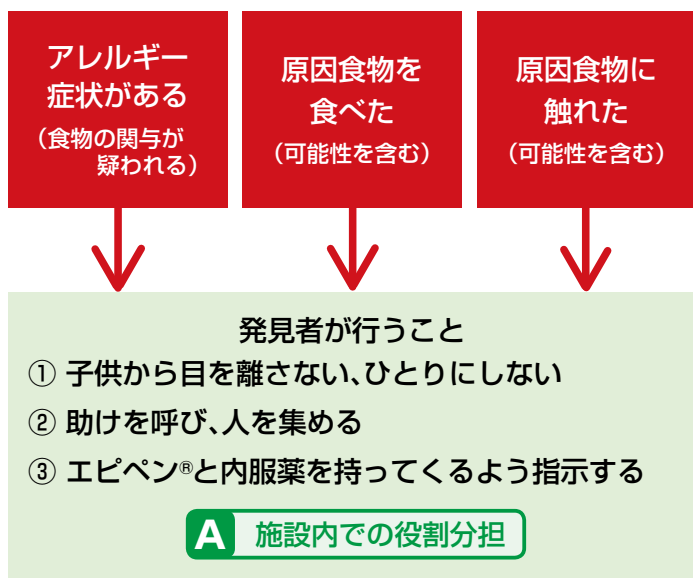 アレルギー
症状がある
（食物の関与が
疑われる）
原因食物を
食べた
（可能性を含む）
原因食物に
触れた
（可能性を含む）
発見者が行うこと
① 子供から目を離さない、ひとりにしない
② 助けを呼び、人を集める
③ エピペン®と内服薬を持ってくるよう指示する
A 施設内での役割分担